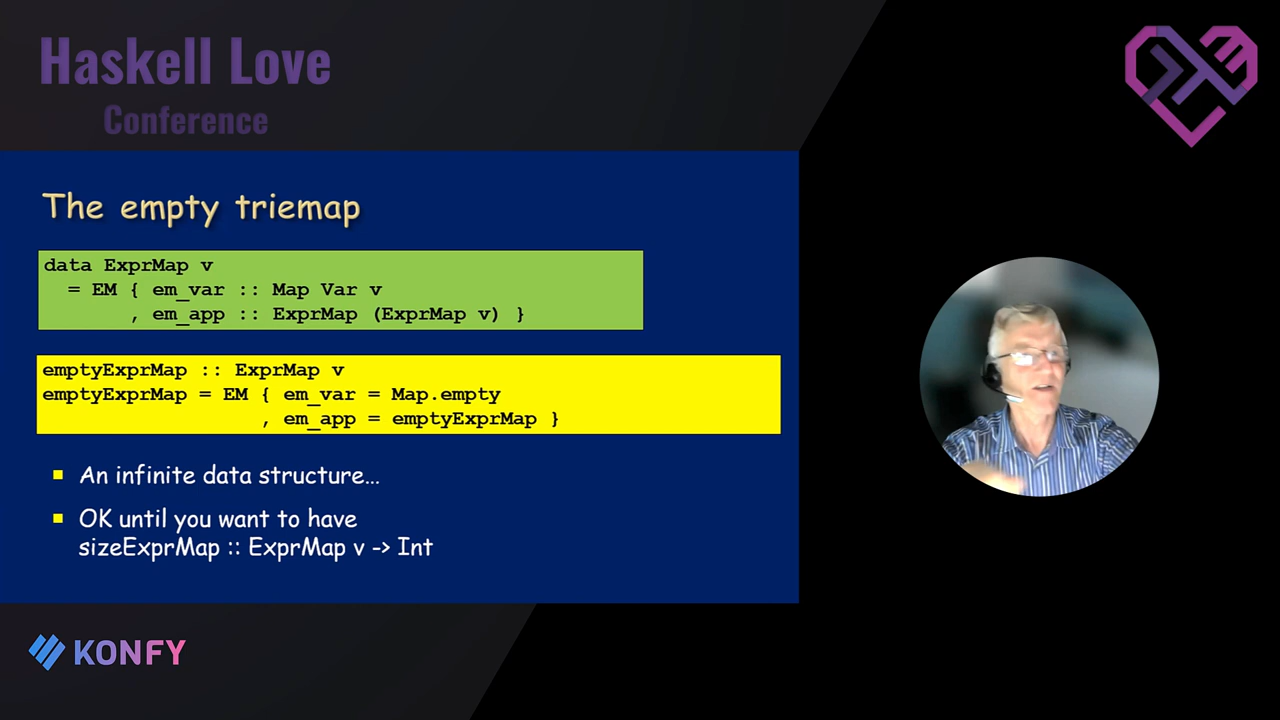 Haskell Love
Conference
The empty triemap
data ExprMap v
  = EM { em_var :: Map Var v
       , em_app :: ExprMap (ExprMap v) }
emptyExprMap :: ExprMap v
emptyExprMap = EM { em_var = Map.empty
                  , em_app = emptyExprMap }
An infinite data structure…
OK until you want to have
sizeExprMap :: ExprMap v -> Int
KONFY